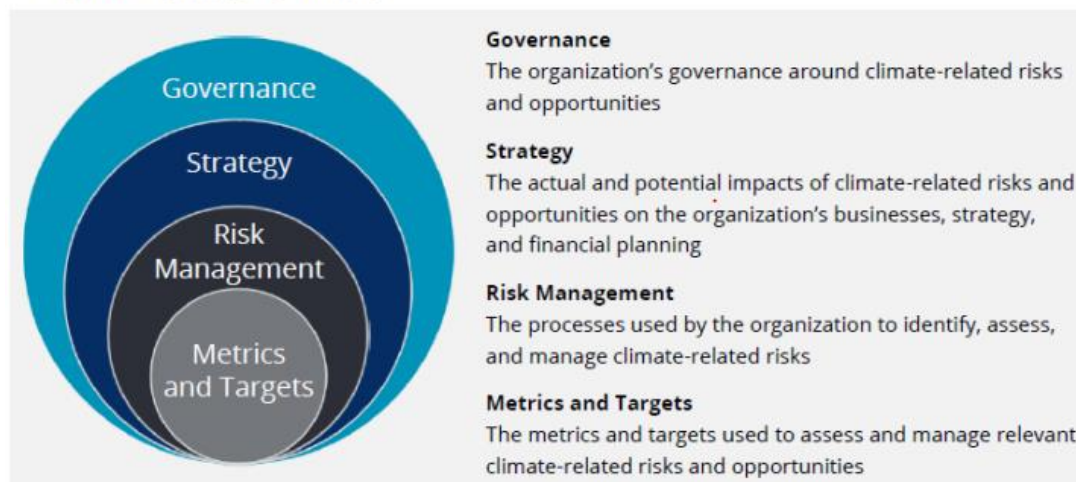 Governance
Strategy
Risk
Management
Metrics
and Targets
Governance
The organization’s governance around climate-related risks
and opportunities
Strategy
The actual and potential impacts of climate-related risks and
opportunities on the organization’s businesses, strategy,
and financial planning
Risk Management
The processes used by the organization to identify, assess,
and manage climate-related risks
Metrics and Targets
The metrics and targets used to assess and manage relevant
climate-related risks and opportunities